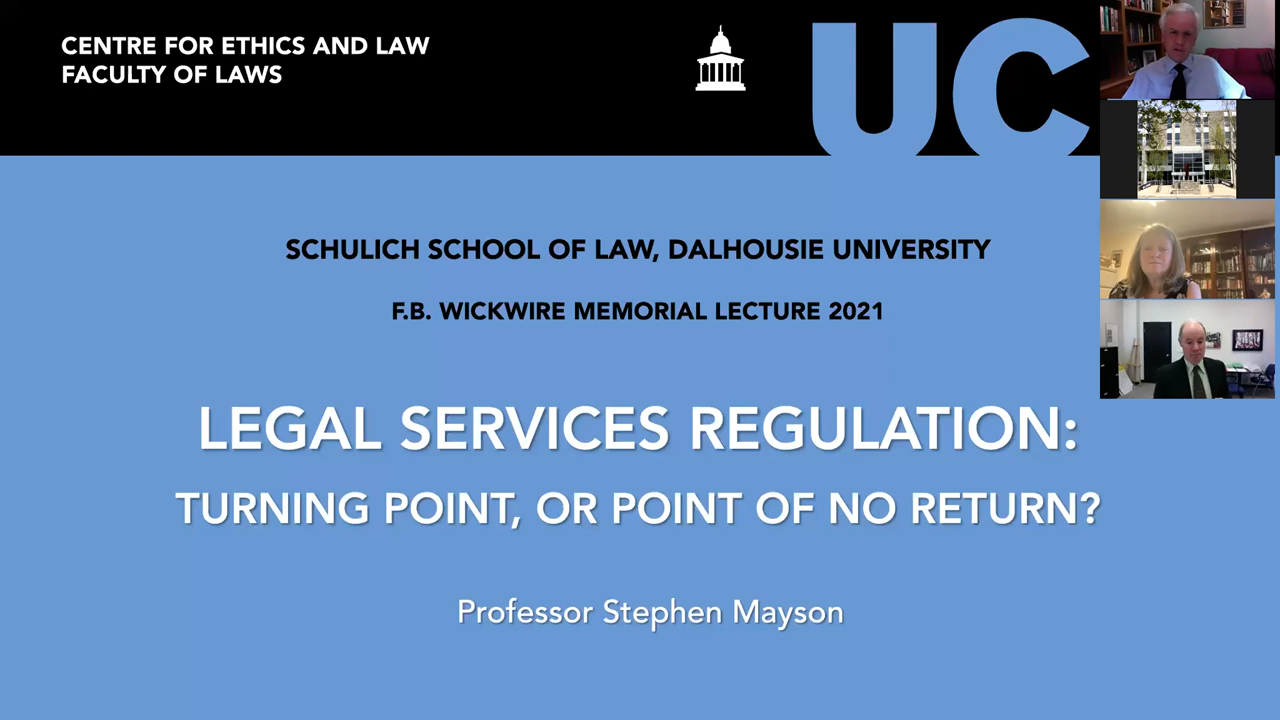 CENTRE FOR ETHICS AND LAW
FACULTY OF LAWS
UC
SCHULICH SCHOOL OF LAW, DALHOUSIE UNIVERSITY
F.B. WICKWIRE MEMORIAL LECTURE 2021
LEGAL SERVICES REGULATION:
TURNING POINT, OR POINT OF NO RETURN?
Professor Stephen Mayson